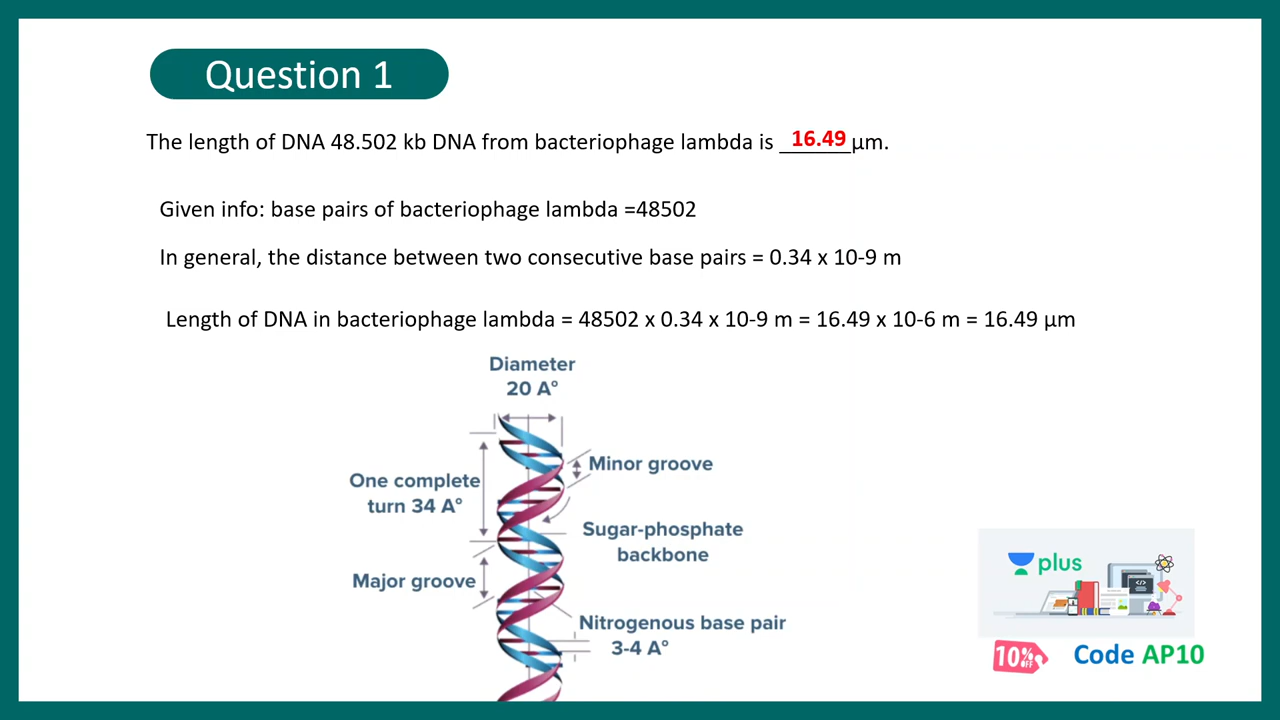 Question 1
The length of DNA 48.502 kb DNA from bacteriophage lambda is 16.49 μm.
Given info: base pairs of bacteriophage lambda =48502
In general, the distance between two consecutive base pairs = 0.34 x 10-9 m
Length of DNA in bacteriophage lambda = 48502 x 0.34 x 10-9 m = 16.49 x 10-6 m = 16.49 μm
Diameter
20 A°
Minor groove
One complete
turn 34 A°
Sugar-phosphate
backbone
Major groove
Nitrogenous base pair
3-4 A°
plus
</>
10% OFF
Code AP10